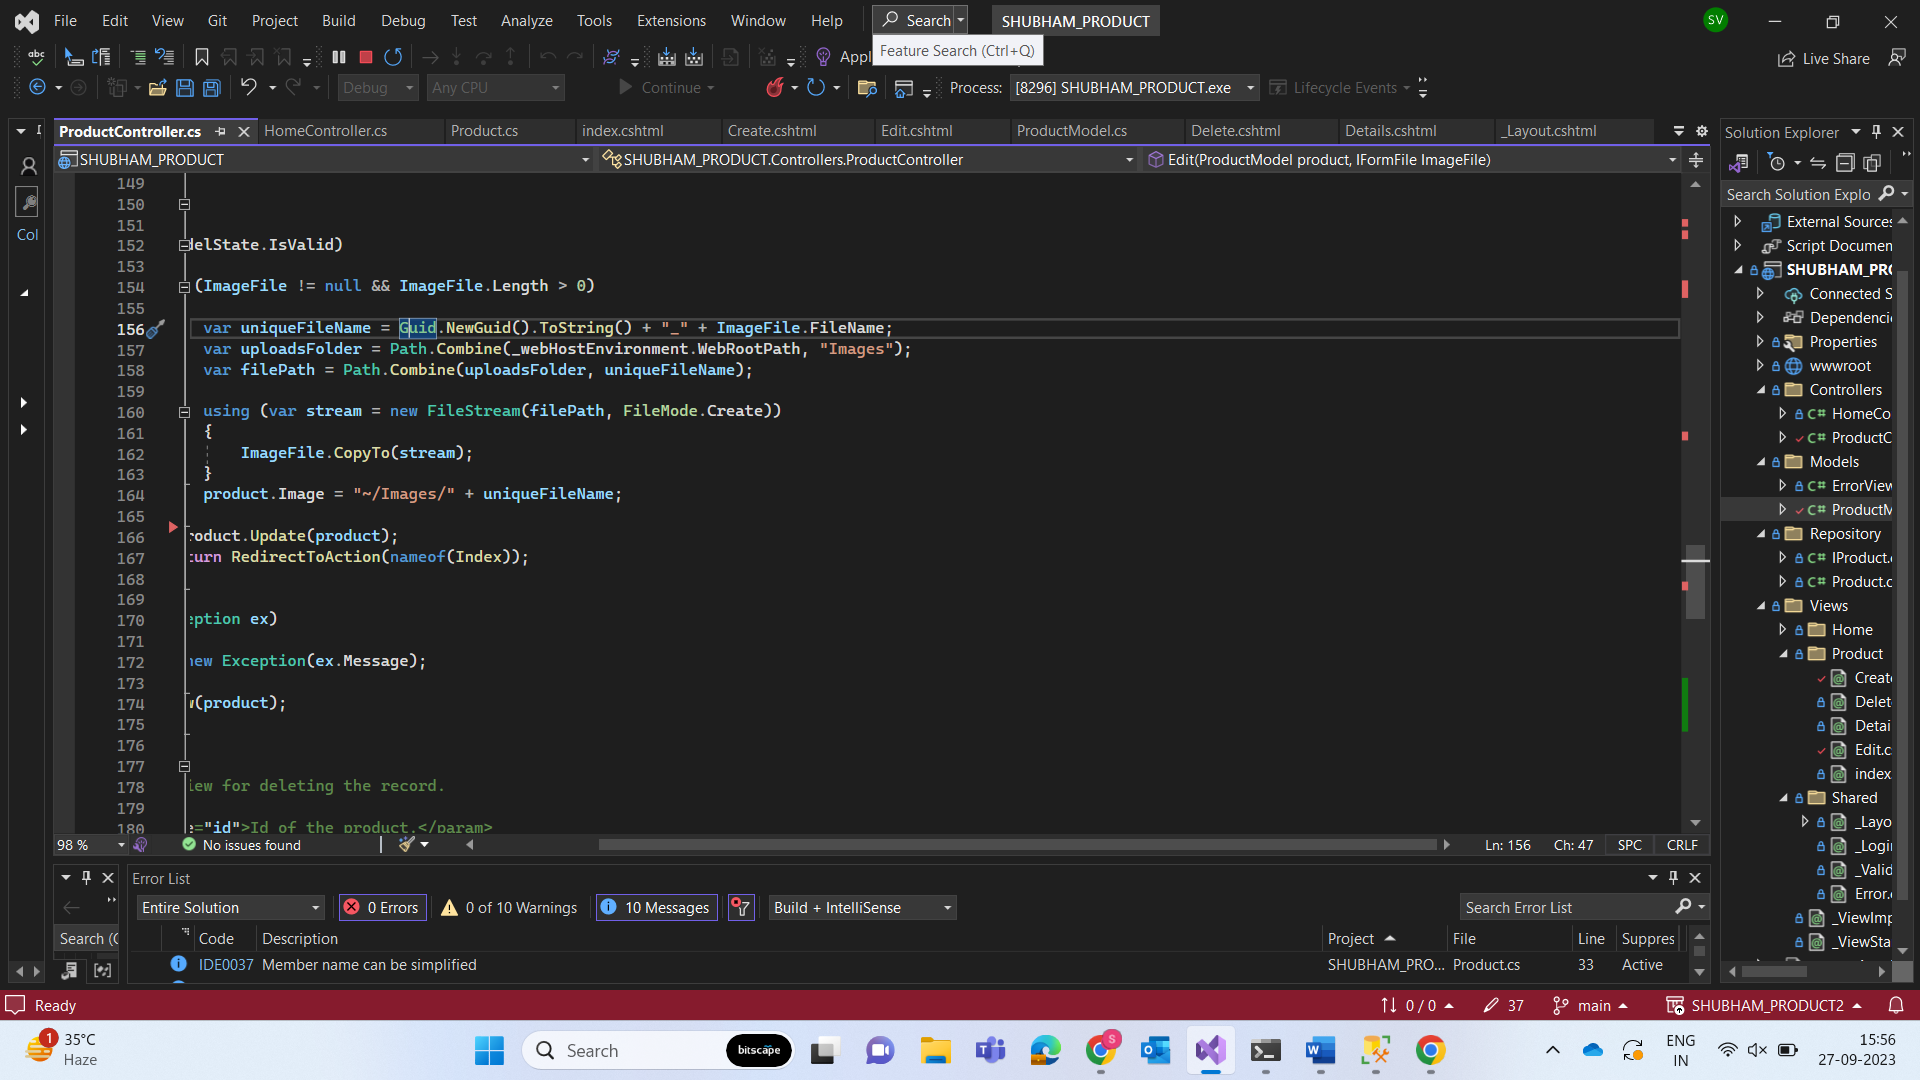 File Edit View Git Project Build Debug Test Analyze Tools Extensions Window Help Search SHUBHAM_PRODUCT SV
Feature Search (Ctrl+Q)
Live Share
Debug Any CPU Continue Process: [8296] SHUBHAM_PRODUCT.exe Lifecycle Events
ProductController.cs HomeController.cs Product.cs index.cshtml Create.cshtml Edit.cshtml ProductModel.cs Delete.cshtml Details.cshtml _Layout.cshtml
SHUBHAM_PRODUCT SHUBHAM_PRODUCT.Controllers.ProductController Edit(ProductModel product, IFormFile ImageFile)
Col
149
150
151
152 delState.IsValid)
153
154 (ImageFile != null && ImageFile.Length > 0)
155
156 var uniqueFileName = Guid.NewGuid().ToString() + "_" + ImageFile.FileName;
157 var uploadsFolder = Path.Combine(_webHostEnvironment.WebRootPath, "Images");
158 var filePath = Path.Combine(uploadsFolder, uniqueFileName);
159
160 using (var stream = new FileStream(filePath, FileMode.Create))
161 {
162 ImageFile.CopyTo(stream);
163 }
164 product.Image = "~/Images/" + uniqueFileName;
165
166 roduct.Update(product);
167 turn RedirectToAction(nameof(Index));
168
169
170 eption ex)
171
172 new Exception(ex.Message);
173
174 w(product);
175
176
177
178 iew for deleting the record.
179
180 e="id">Id of the product.</param>
98 % No issues found Ln: 156 Ch: 47 SPC CRLF
Solution Explorer
Search Solution Explo
External Sources
Script Documen
SHUBHAM_PRO
Connected S
Dependenci
Properties
wwwroot
Controllers
C# HomeCo
C# ProductC
Models
C# ErrorView
C# ProductM
Repository
C# IProduct.
C# Product.c
Views
Home
Product
Create
Delet
Detai
Edit.c
index
Shared
_Layo
_Logi
_Valid
Error.
_ViewImp
_ViewSta
Search (C
Error List
Entire Solution 0 Errors 0 of 10 Warnings 10 Messages Build + IntelliSense Search Error List
Code Description Project File Line Suppres
IDE0037 Member name can be simplified SHUBHAM_PRO... Product.cs 33 Active
Ready 0 / 0 37 main SHUBHAM_PRODUCT2
1 35°C
Haze
Search bitscape S
ENG
IN
15:56
27-09-2023